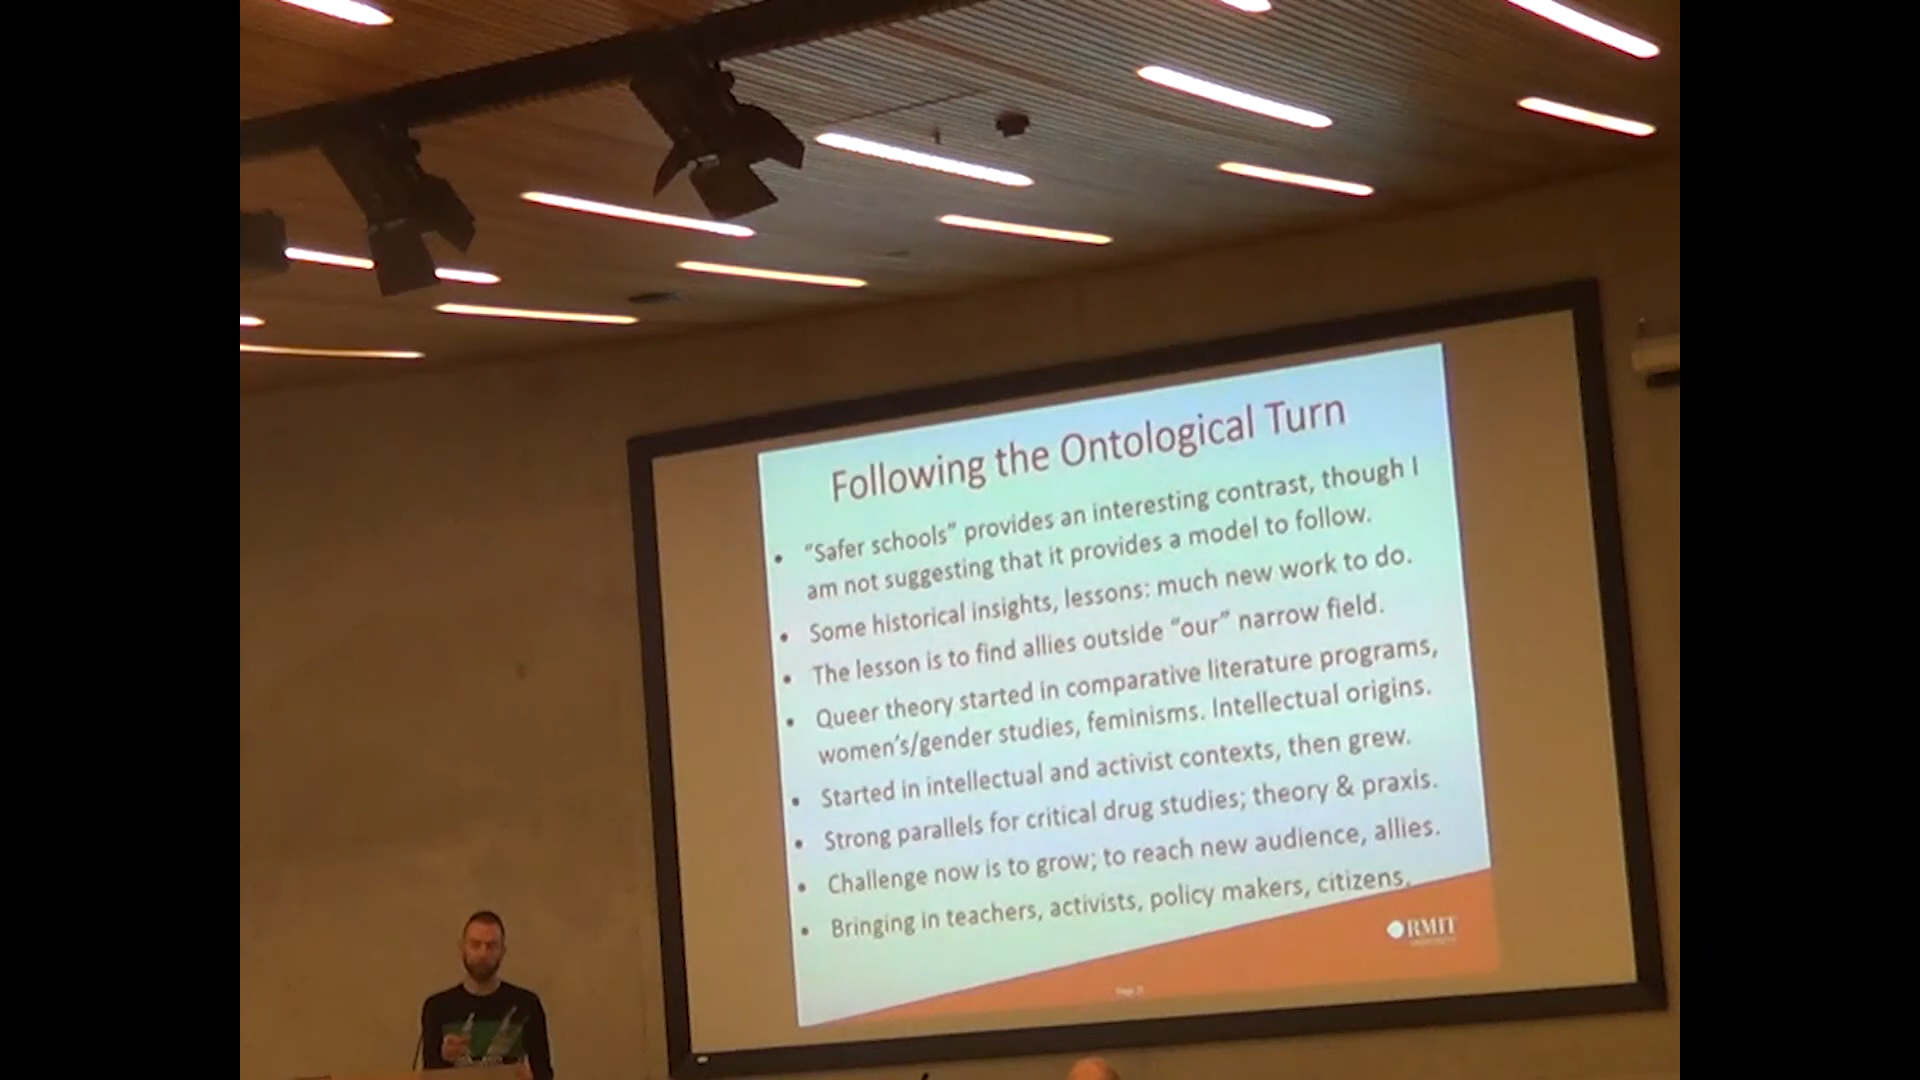 Following the Ontological Turn
• “Safer schools” provides an interesting contrast, though I
am not suggesting that it provides a model to follow.
• Some historical insights, lessons: much new work to do.
• The lesson is to find allies outside “our” narrow field.
• Queer theory started in comparative literature programs,
women’s/gender studies, feminisms. Intellectual origins.
• Started in intellectual and activist contexts, then grew.
• Strong parallels for critical drug studies; theory & praxis.
• Challenge now is to grow; to reach new audience, allies.
• Bringing in teachers, activists, policy makers, citizens.
RMIT
Page